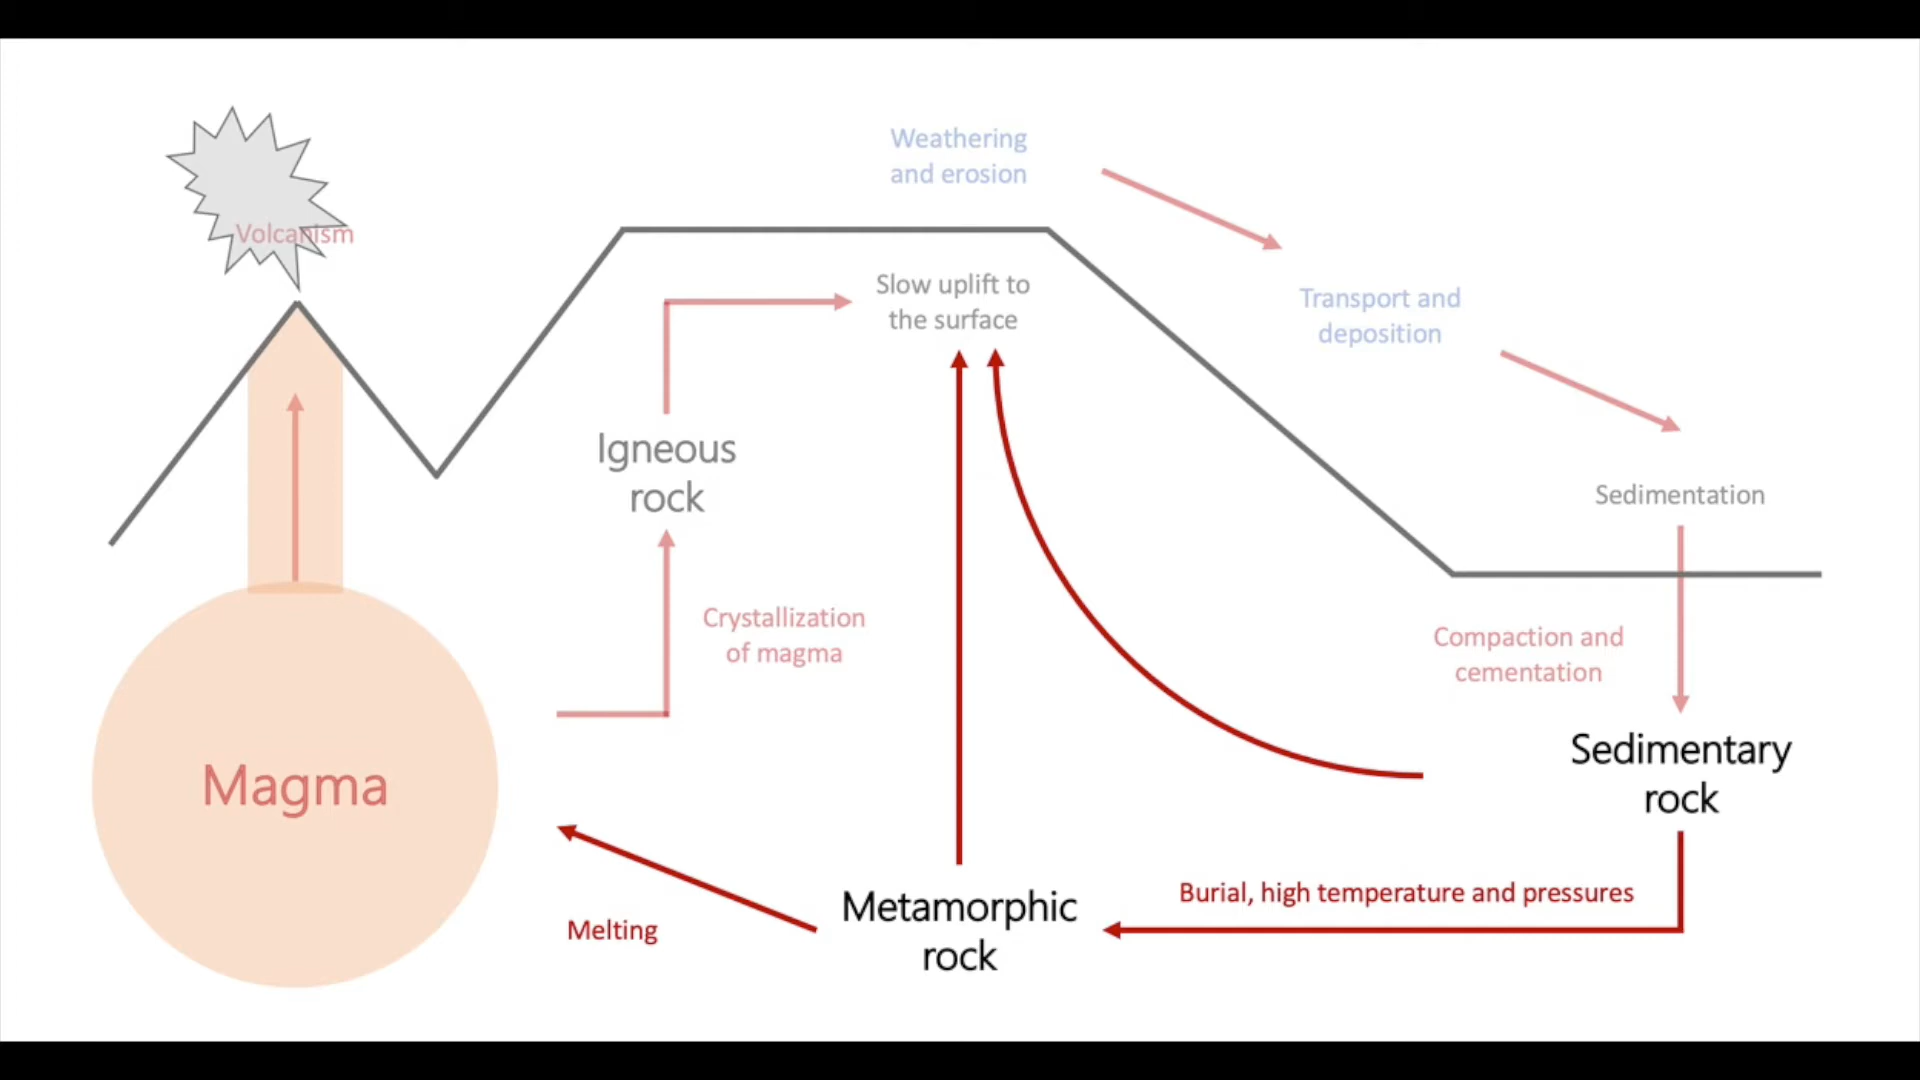 Weathering
and erosion
Volcanism
Slow uplift to
the surface
Transport and
deposition
Igneous
rock
Sedimentation
Crystallization
of magma
Compaction and
cementation
Magma
Sedimentary
rock
Burial, high temperature and pressures
Metamorphic
rock
Melting